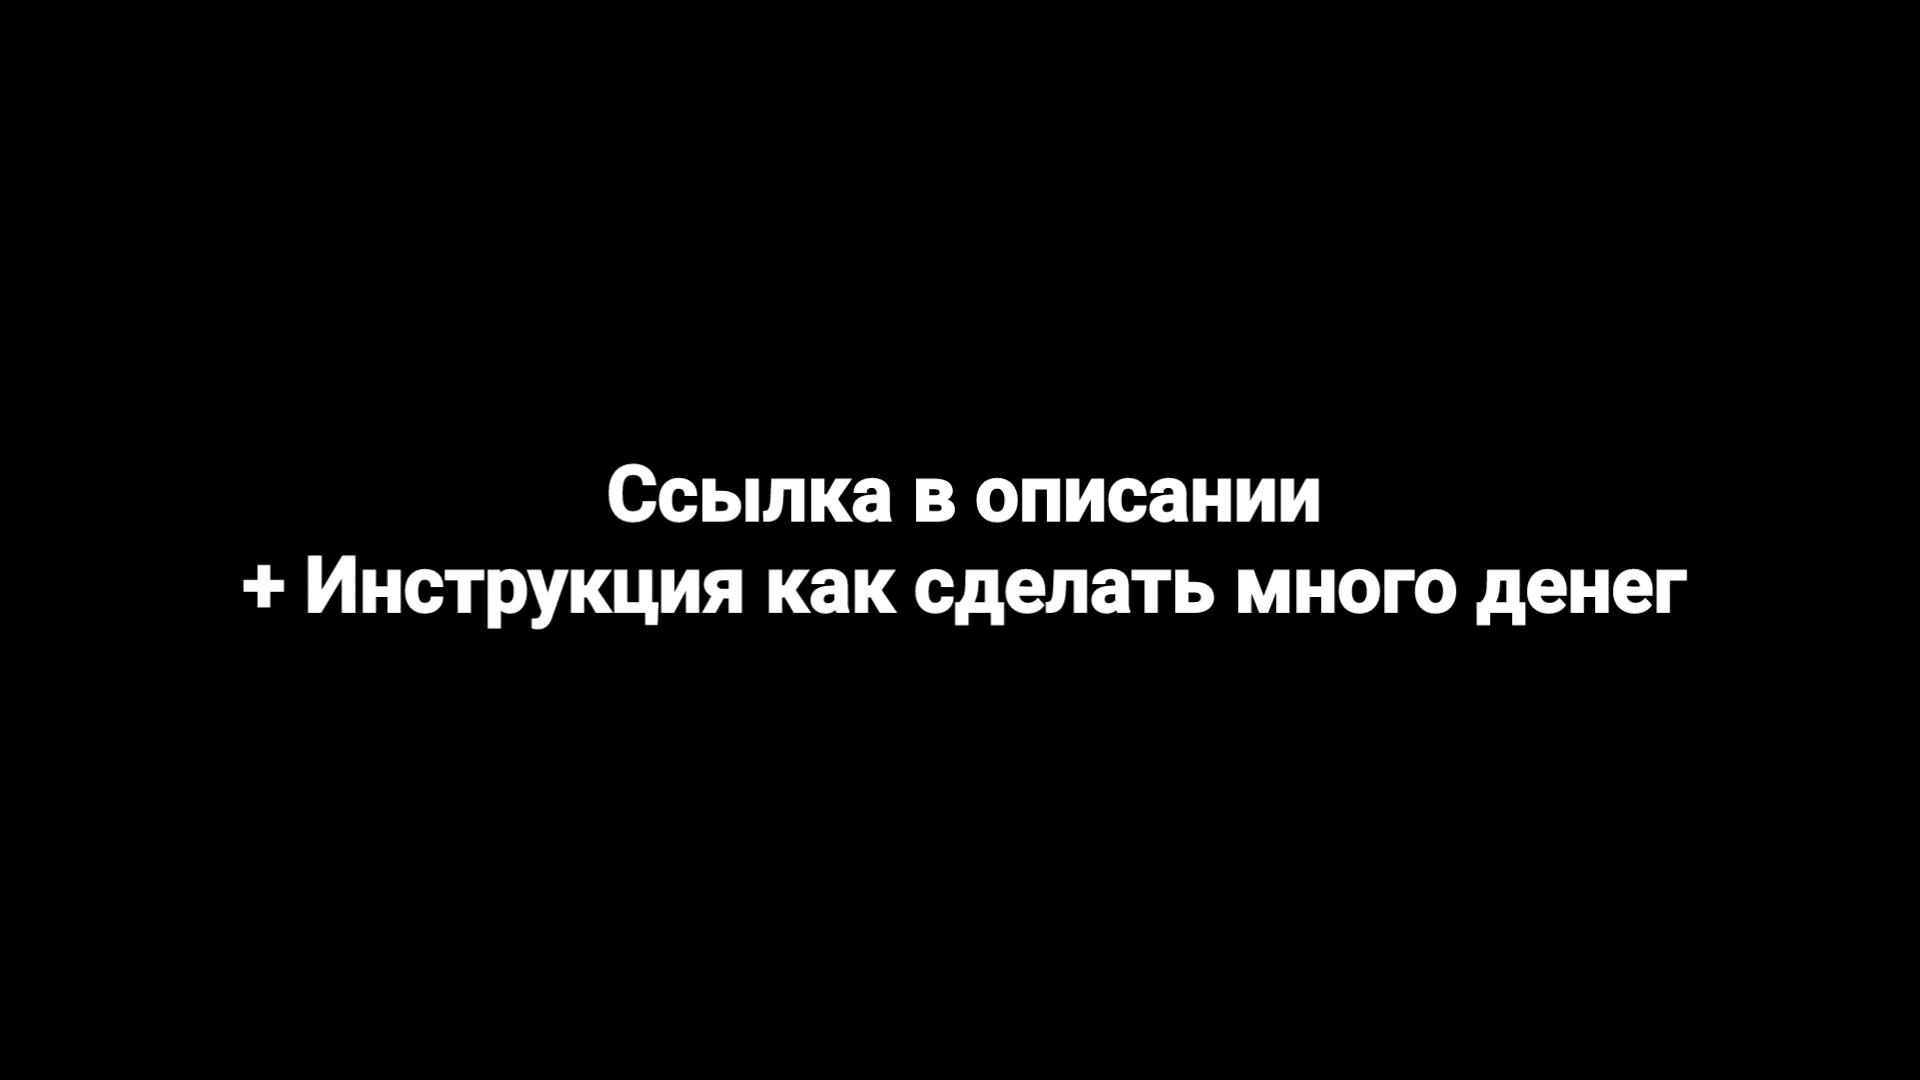 Ссылка в описании
+ Инструкция как сделать много денег